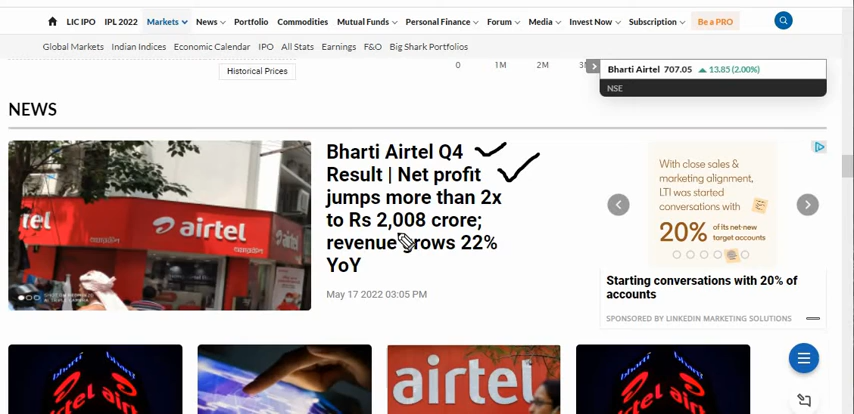 LIC IPO IPL 2022 Markets News Portfolio Commodities Mutual Funds Personal Finance Forum Media Invest Now Subscription Be a PRO
Global Markets Indian Indices Economic Calendar IPO All Stats Earnings F&O Big Shark Portfolios
Historical Prices
0 1M 2M
Bharti Airtel 707.05 13.85 (2.00%)
NSE
NEWS
airtel
Bharti Airtel Q4
Result | Net profit
jumps more than 2x
to Rs 2,008 crore;
revenue rows 22%
YoY
May 17 2022 03:05 PM
With close sales &
marketing alignment,
LTI was started
conversations with
20% of its net-new
target accounts
Starting conversations with 20% of
accounts
SPONSORED BY LINKEDIN MARKETING SOLUTIONS
airtel